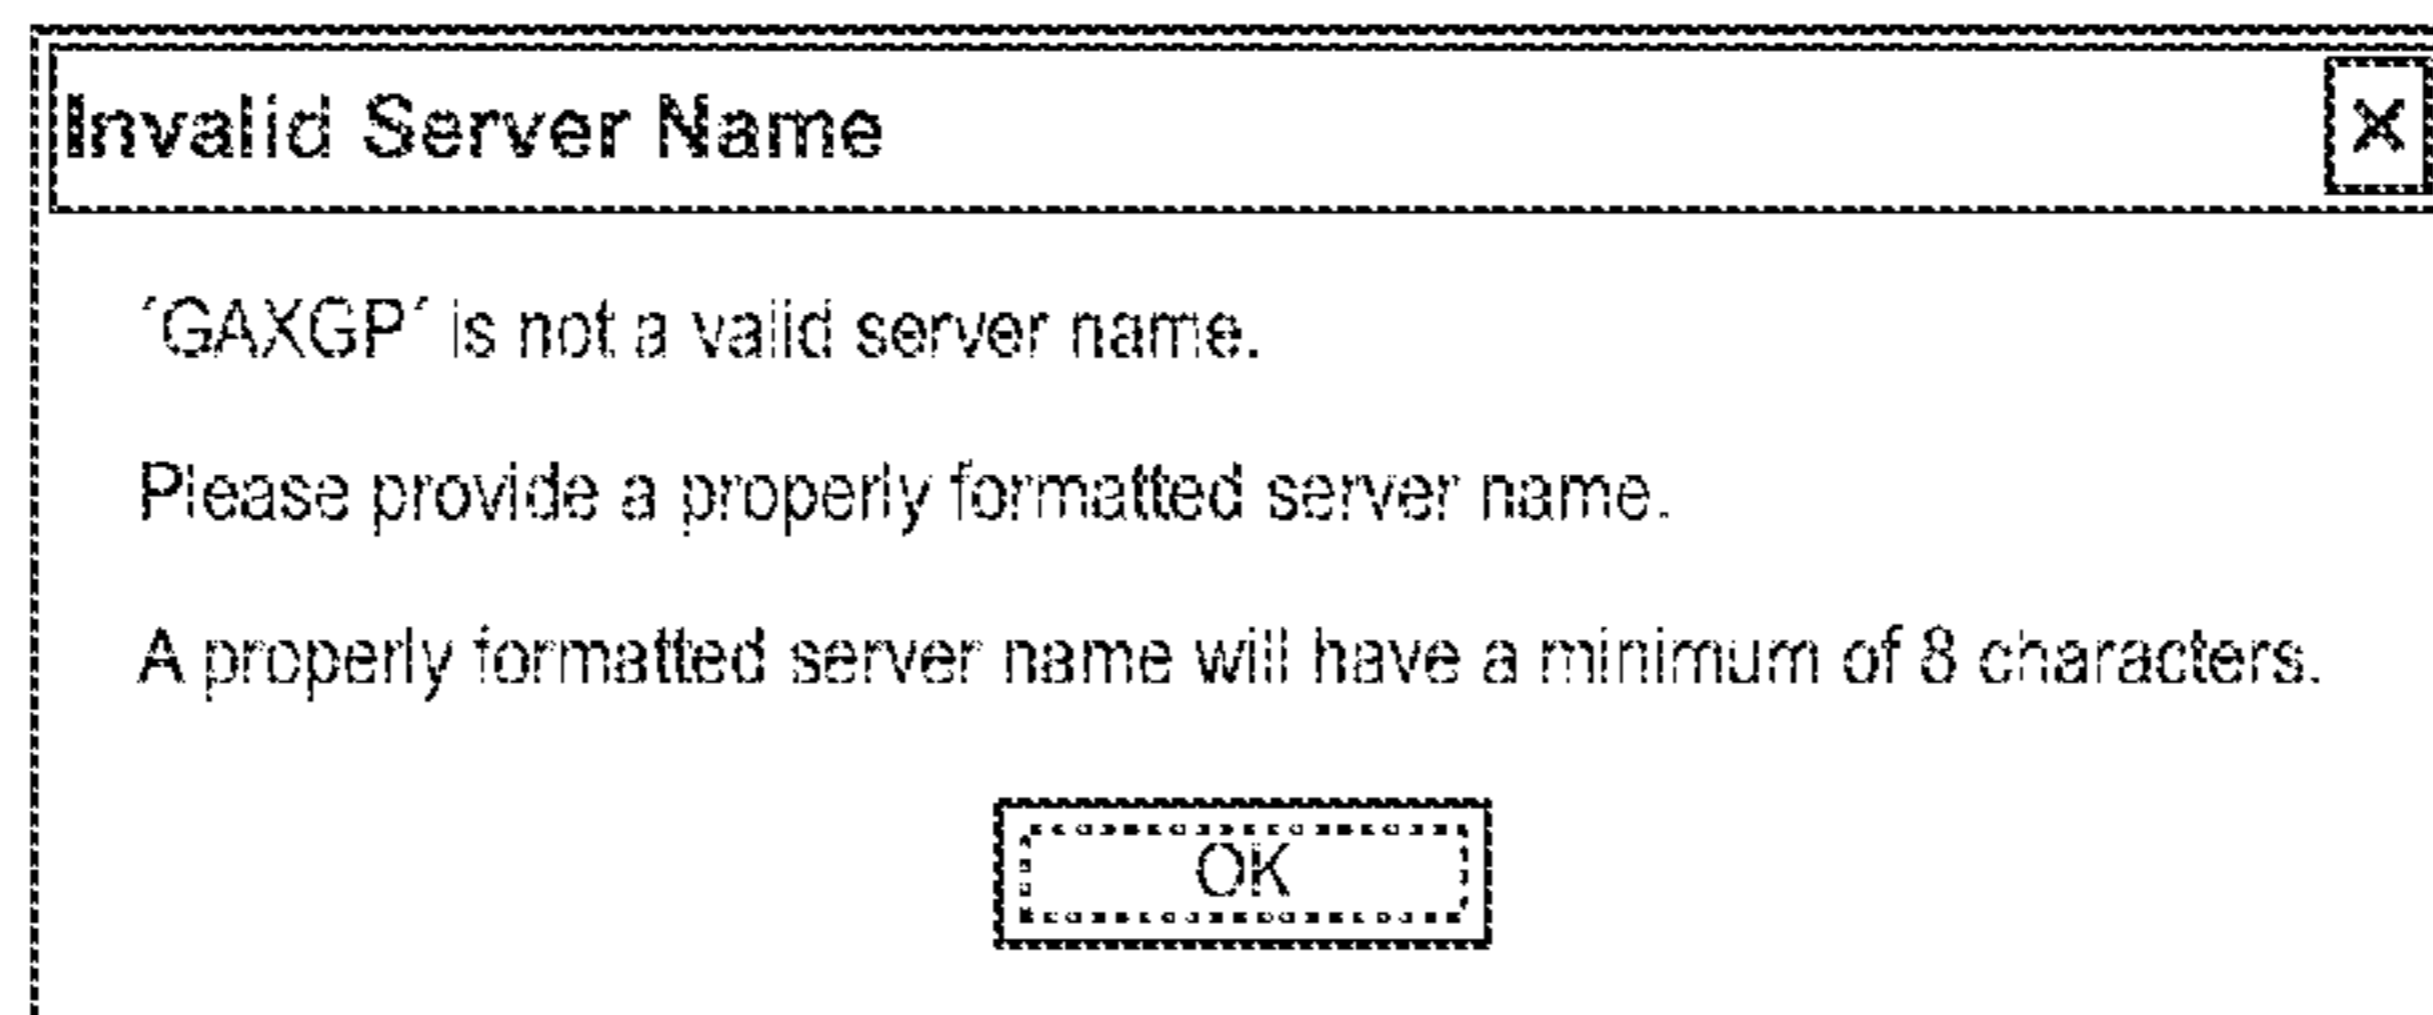 Invalid Server Name
X
´GAXGP´ is not a valid server name.
Please provide a properly formatted server name.
A properly formatted server name will have a minimum of 8 characters.
OK